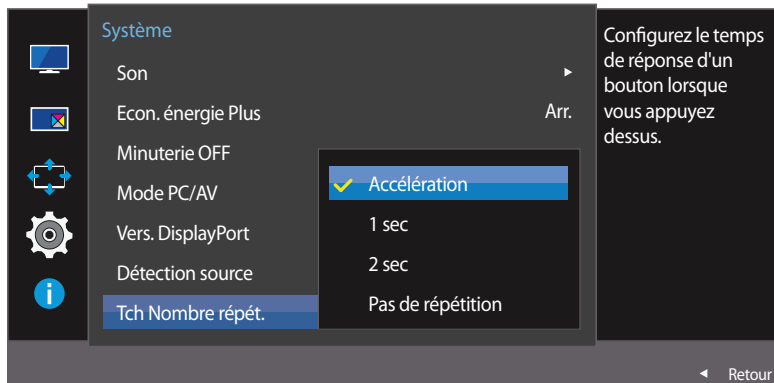 Système
Son
Econ. énergie Plus Arr.
Minuterie OFF
Mode PC/AV
Vers. DisplayPort
Détection source
Tch Nombre répét.
Accélération
1 sec
2 sec
Pas de répétition
Configurez le temps
de réponse d'un
bouton lorsque
vous appuyez
dessus.
Retour